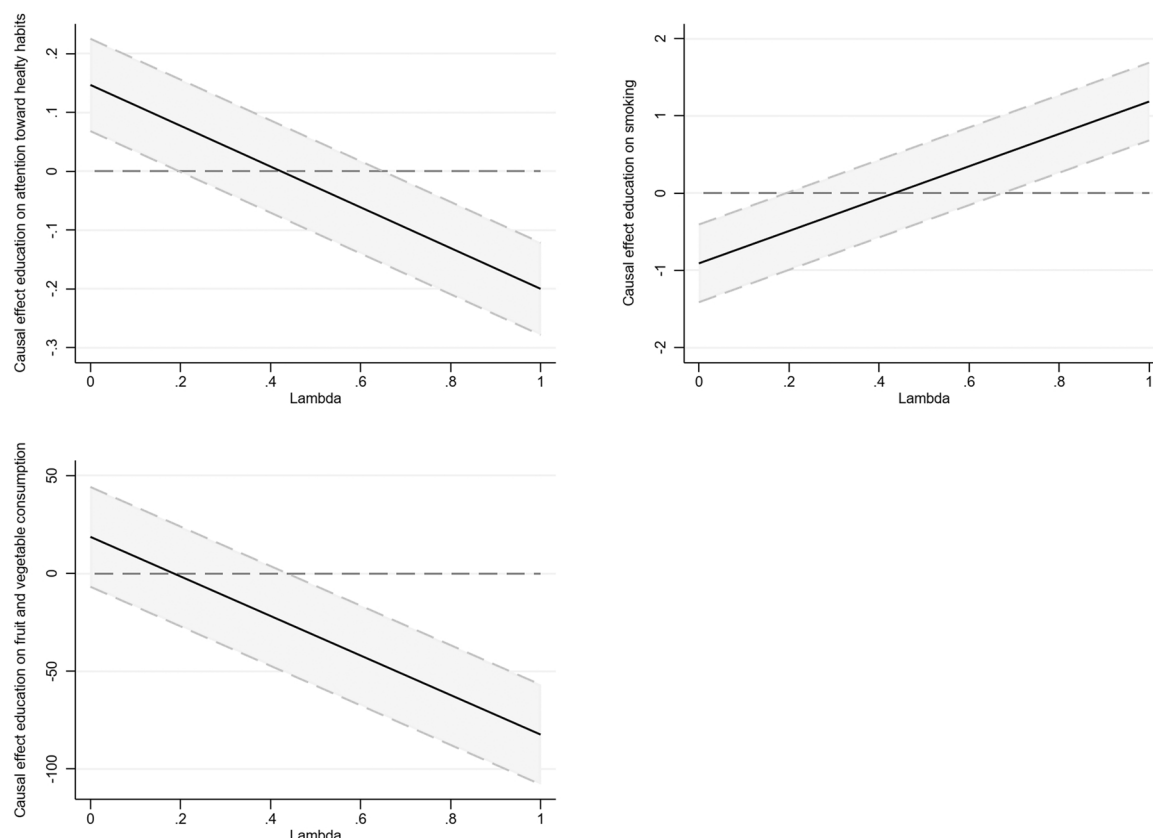 Causal effect education on attention toward healty habits
.2
.1
0
-.1
-.2
-.3
0 .2 .4 .6 .8 1
Lambda
Causal effect education on smoking
2
1
0
-1
-2
0 .2 .4 .6 .8 1
Lambda
Causal effect education on fruit and vegetable consumption
50
0
-50
-100
0 .2 .4 .6 .8 1
Lambda